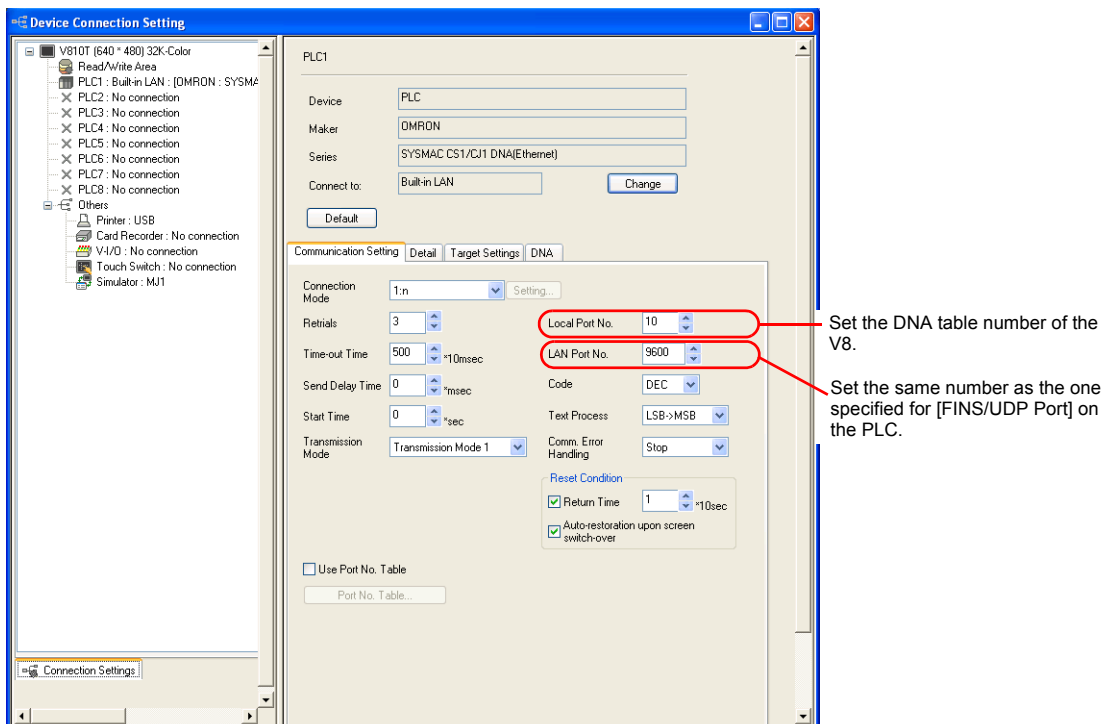 Device Connection Setting
V810T (640 * 480) 32K-Color
Read/Write Area
PLC1 : Built-in LAN : [OMRON : SYSMA
PLC2 : No connection
PLC3 : No connection
PLC4 : No connection
PLC5 : No connection
PLC6 : No connection
PLC7 : No connection
PLC8 : No connection
Others
Printer : USB
Card Recorder : No connection
V-I/O : No connection
Touch Switch : No connection
Simulator : MJ1
Connection Settings
PLC1
Device PLC
Maker OMRON
Series SYSMAC CS1/CJ1 DNA(Ethernet)
Connect to: Built-in LAN Change
Default
Communication Setting Detail Target Settings DNA
Connection Mode 1:n Setting...
Retrials 3
Time-out Time 500 *10msec
Send Delay Time 0 *msec
Start Time 0 *sec
Transmission Mode Transmission Mode 1
Local Port No. 10
LAN Port No. 9600
Code DEC
Text Process LSB->MSB
Comm. Error Handling Stop
Reset Condition
Return Time 1 *10sec
Auto-restoration upon screen
switch-over
Use Port No. Table
Port No. Table...
Set the DNA table number of the
V8.
Set the same number as the one
specified for [FINS/UDP Port] on
the PLC.